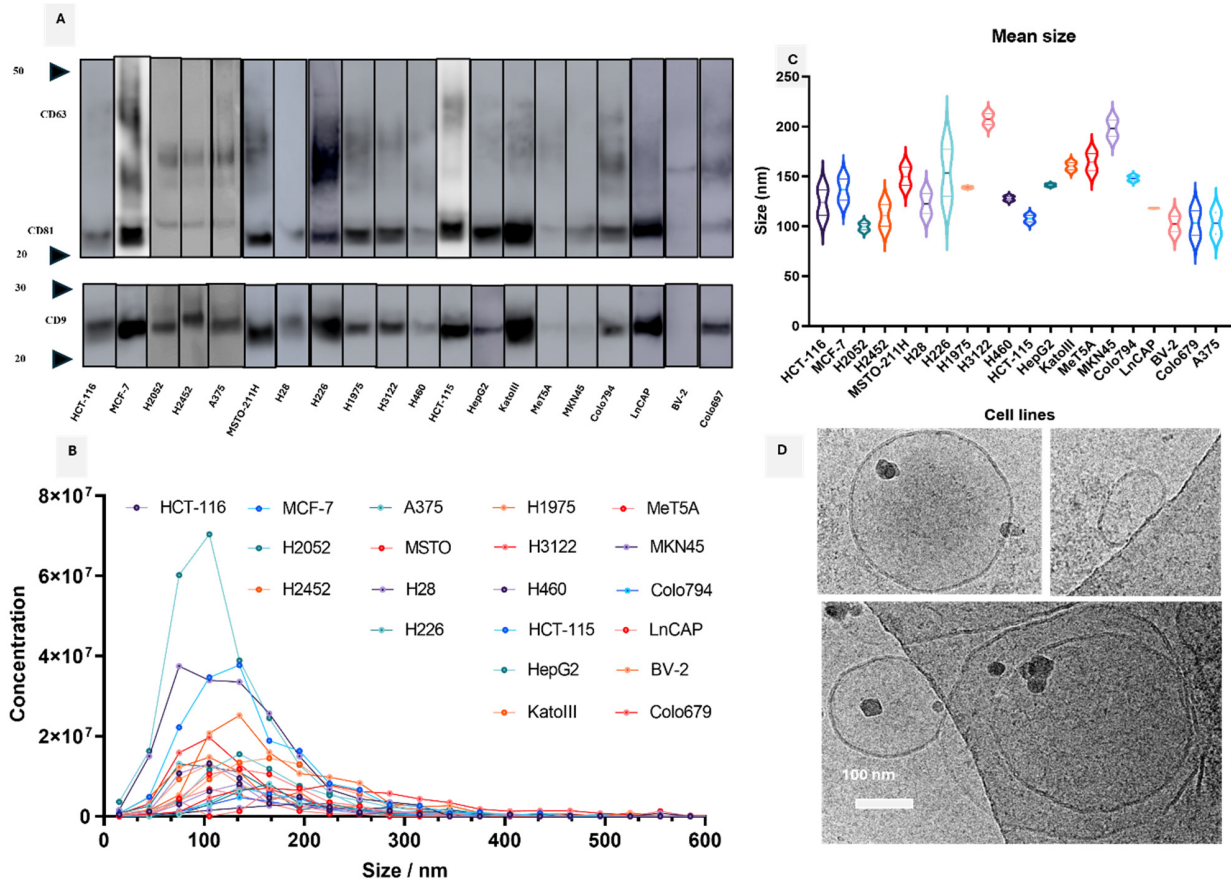 A
50
CD63
CD81
20
30
CD9
20
HCT-116
MCF-7
H2052
H2452
A375
MSTO-211H
H28
H226
H1975
H3122
H460
HCT-115
HepG2
KatoIII
MeT5A
MKN45
Colo794
LnCAP
BV-2
Colo697
Mean size
C
Size (nm)
250
200
150
100
50
0
HCT-116
MCF-7
H2052
H2452
MSTO-211H
H28
H226
H1975
H3122
H460
HCT-115
HepG2
KatoIII
MeT5A
MKN45
Colo794
LnCAP
BV-2
Colo679
A375
Cell lines
B
Concentration
8×10⁷
6×10⁷
4×10⁷
2×10⁷
0
HCT-116 MCF-7 A375 H1975 MeT5A
H2052 MSTO H3122 MKN45
H2452 H28 H460 Colo794
H226 HCT-115 LnCAP
HepG2 BV-2
KatoIII Colo679
0 100 200 300 400 500 600
Size / nm
D
100 nm